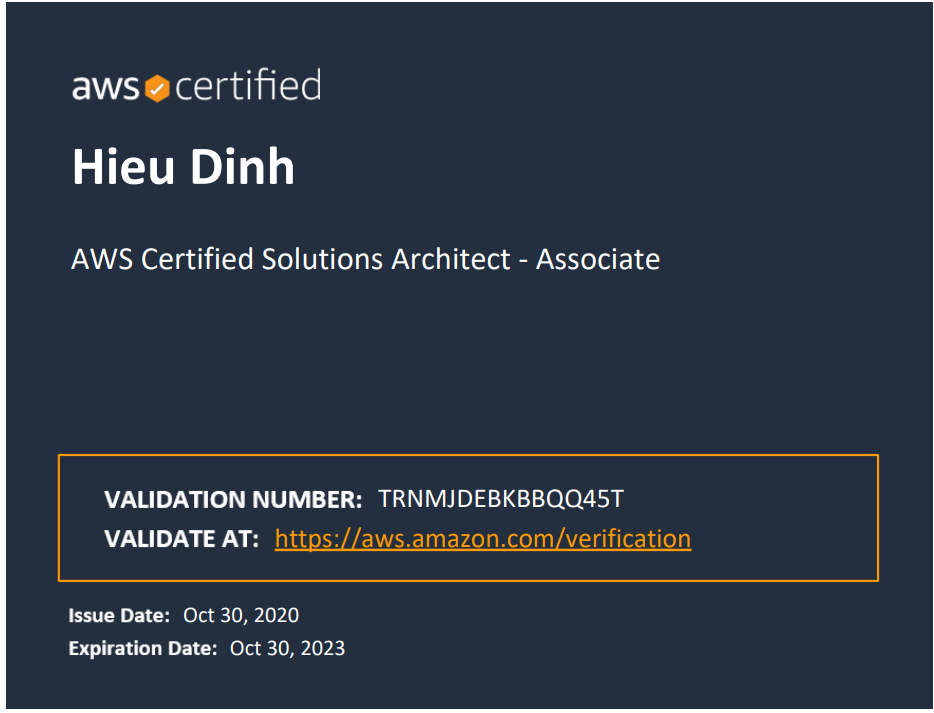 aws certified
Hieu Dinh
AWS Certified Solutions Architect - Associate
VALIDATION NUMBER: TRNMJDEBKBBQQ45T
VALIDATE AT: https://aws.amazon.com/verification
Issue Date: Oct 30, 2020
Expiration Date: Oct 30, 2023